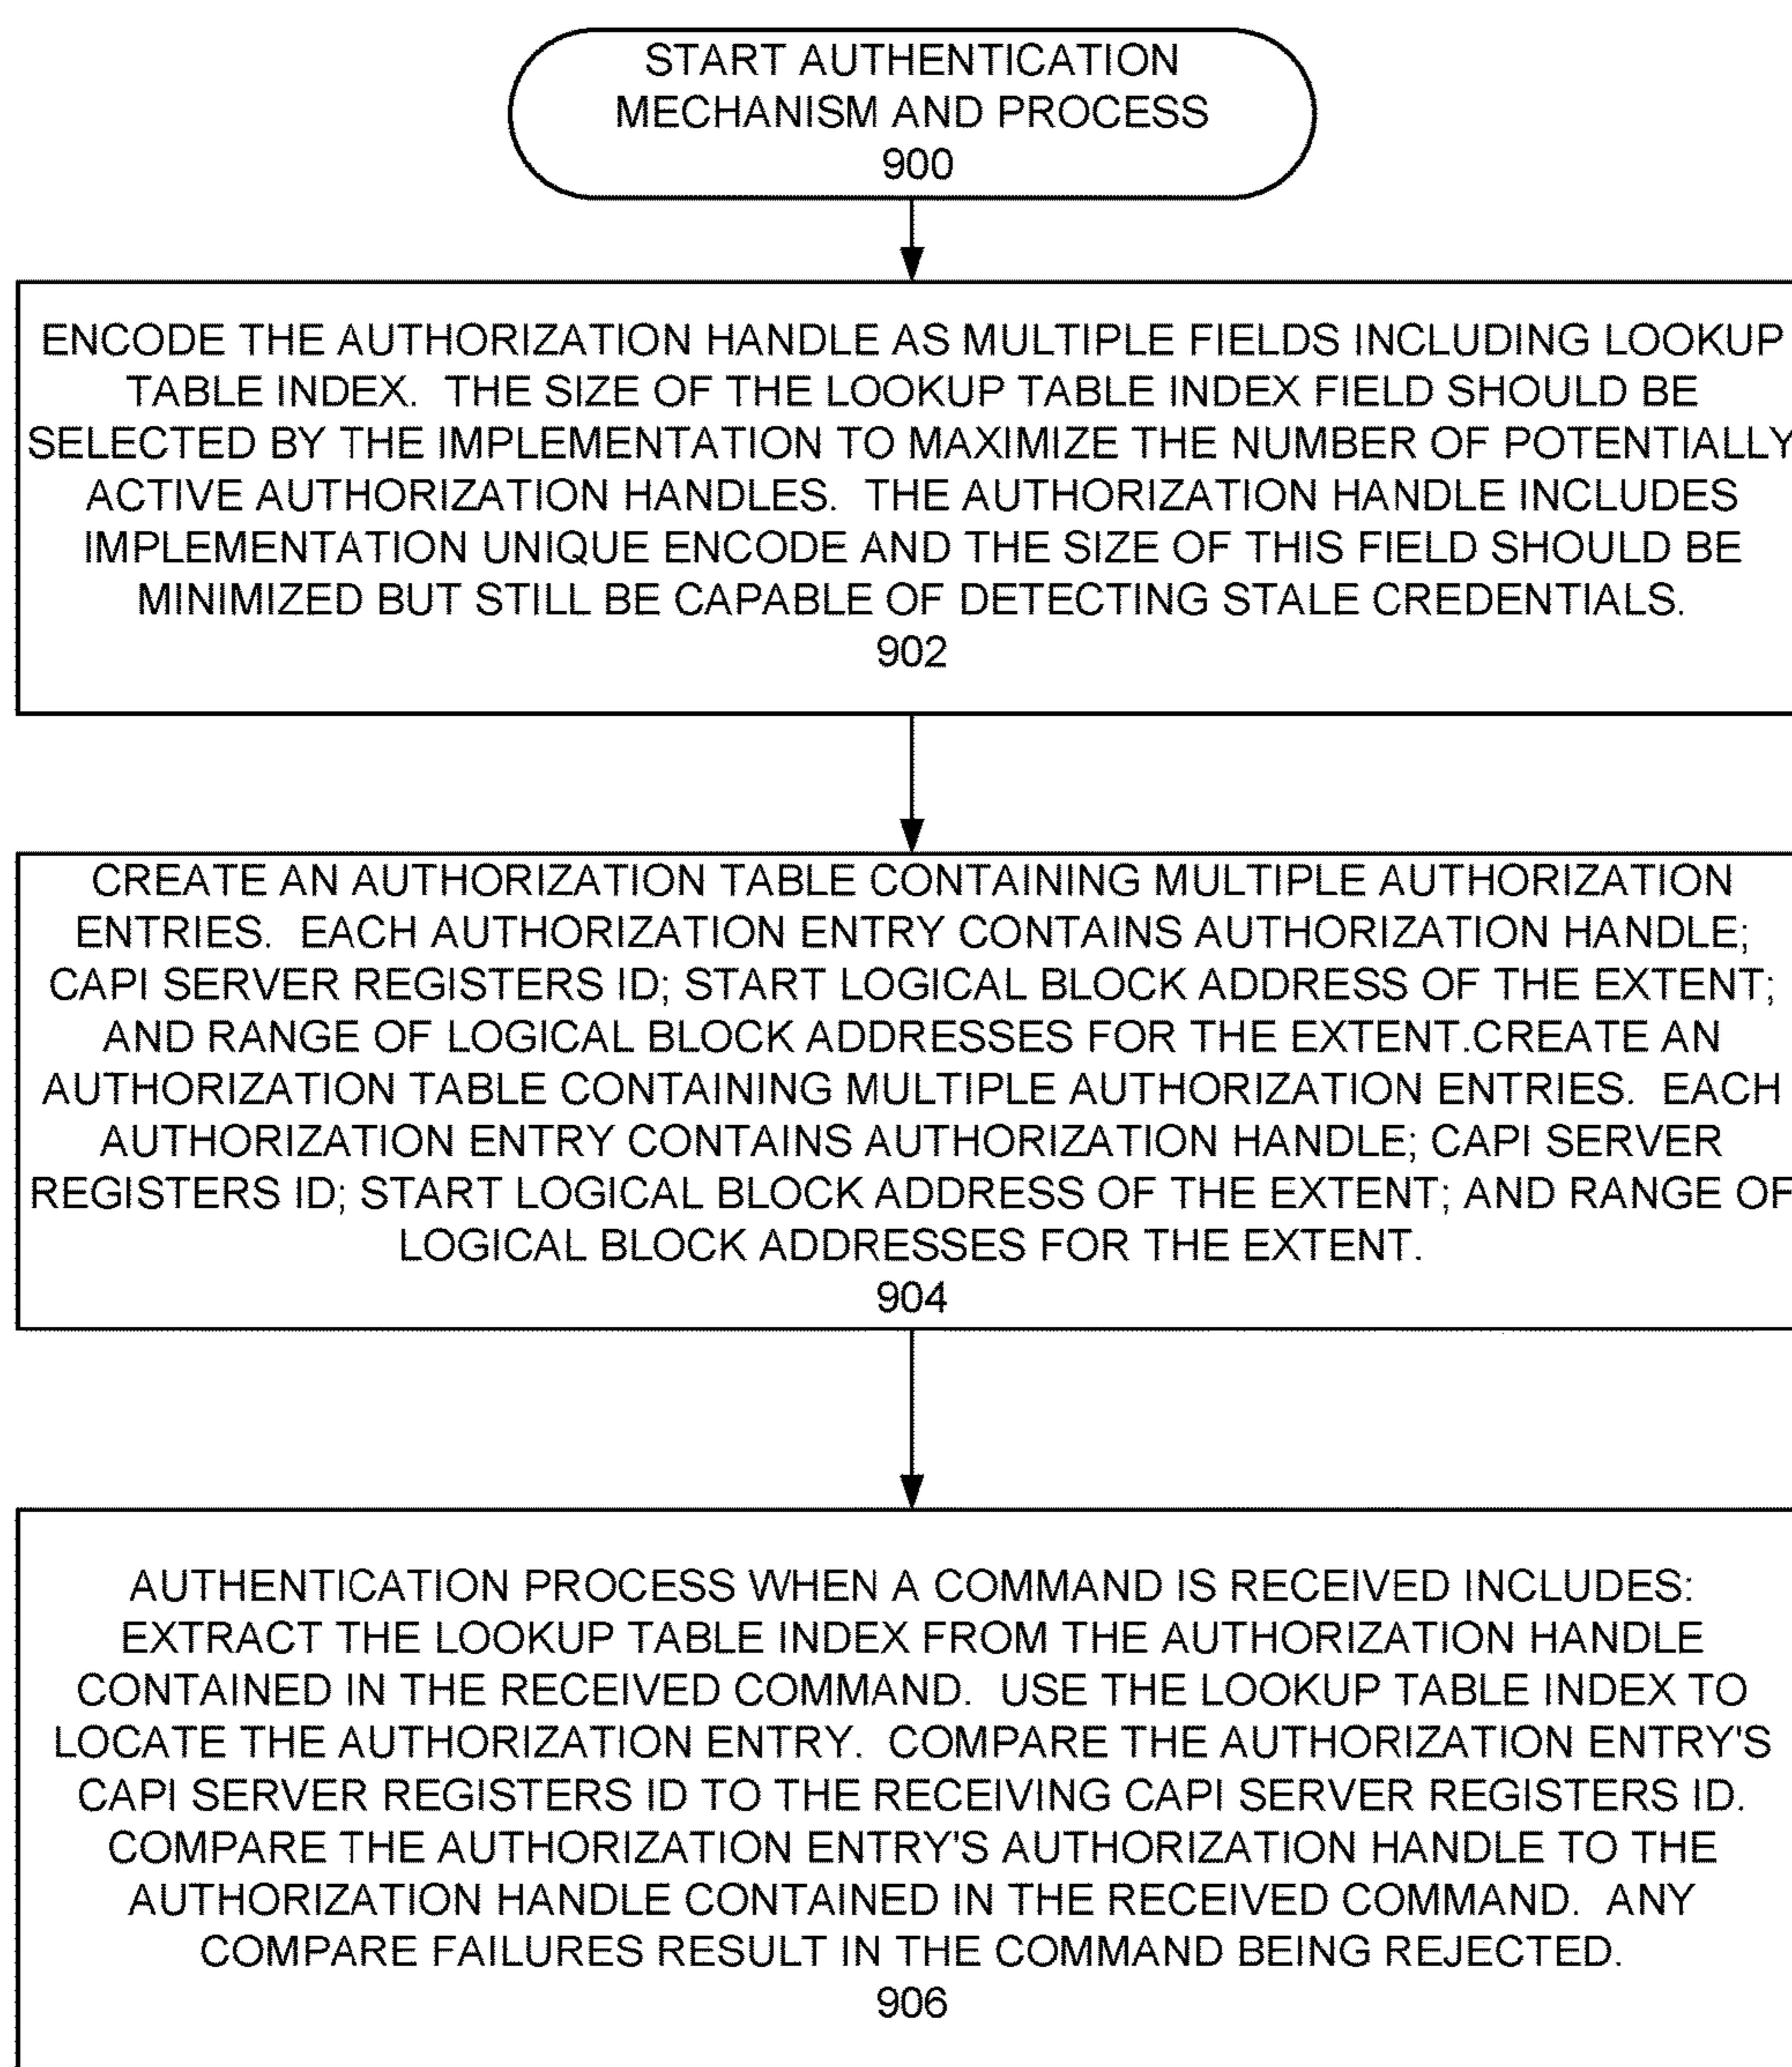 START AUTHENTICATION
MECHANISM AND PROCESS
900
ENCODE THE AUTHORIZATION HANDLE AS MULTIPLE FIELDS INCLUDING LOOKUP
TABLE INDEX. THE SIZE OF THE LOOKUP TABLE INDEX FIELD SHOULD BE
SELECTED BY THE IMPLEMENTATION TO MAXIMIZE THE NUMBER OF POTENTIALLY
ACTIVE AUTHORIZATION HANDLES. THE AUTHORIZATION HANDLE INCLUDES
IMPLEMENTATION UNIQUE ENCODE AND THE SIZE OF THIS FIELD SHOULD BE
MINIMIZED BUT STILL BE CAPABLE OF DETECTING STALE CREDENTIALS.
902
CREATE AN AUTHORIZATION TABLE CONTAINING MULTIPLE AUTHORIZATION
ENTRIES. EACH AUTHORIZATION ENTRY CONTAINS AUTHORIZATION HANDLE;
CAPI SERVER REGISTERS ID; START LOGICAL BLOCK ADDRESS OF THE EXTENT;
AND RANGE OF LOGICAL BLOCK ADDRESSES FOR THE EXTENT.CREATE AN
AUTHORIZATION TABLE CONTAINING MULTIPLE AUTHORIZATION ENTRIES. EACH
AUTHORIZATION ENTRY CONTAINS AUTHORIZATION HANDLE; CAPI SERVER
REGISTERS ID; START LOGICAL BLOCK ADDRESS OF THE EXTENT; AND RANGE OF
LOGICAL BLOCK ADDRESSES FOR THE EXTENT.
904
AUTHENTICATION PROCESS WHEN A COMMAND IS RECEIVED INCLUDES:
EXTRACT THE LOOKUP TABLE INDEX FROM THE AUTHORIZATION HANDLE
CONTAINED IN THE RECEIVED COMMAND. USE THE LOOKUP TABLE INDEX TO
LOCATE THE AUTHORIZATION ENTRY. COMPARE THE AUTHORIZATION ENTRY'S
CAPI SERVER REGISTERS ID TO THE RECEIVING CAPI SERVER REGISTERS ID.
COMPARE THE AUTHORIZATION ENTRY'S AUTHORIZATION HANDLE TO THE
AUTHORIZATION HANDLE CONTAINED IN THE RECEIVED COMMAND. ANY
COMPARE FAILURES RESULT IN THE COMMAND BEING REJECTED.
906